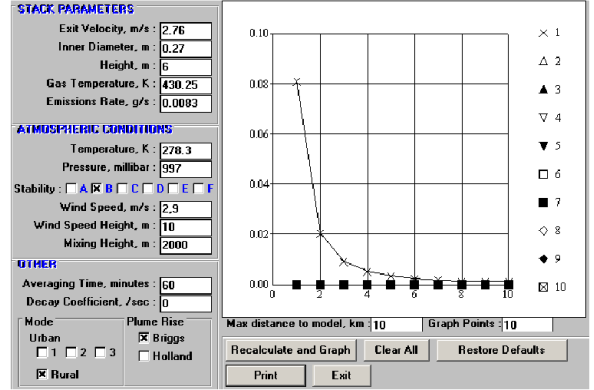 STACK PARAMETERS
Exit Velocity, m/s : 2.76
Inner Diameter, m : 0.27
Height, m : 6
Gas Temperature, K : 430.25
Emissions Rate, g/s : 0.0083
ATMOSPHERIC CONDITIONS
Temperature, K : 278.3
Pressure, millibar : 997
Stability : A B C D E F
Wind Speed, m/s : 2,9
Wind Speed Height, m : 10
Mixing Height, m : 2000
OTHER
Averaging Time, minutes : 60
Decay Coefficient, /sec : 0
Mode
Urban
1 2 3
Rural
Plume Rise
Briggs
Holland
0.10
0.08
0.06
0.04
0.02
0.00
0 2 4 6 8 10
1
2
3
4
5
6
7
8
9
10
Max distance to model, km : 10 Graph Points : 10
Recalculate and Graph Clear All Restore Defaults
Print Exit